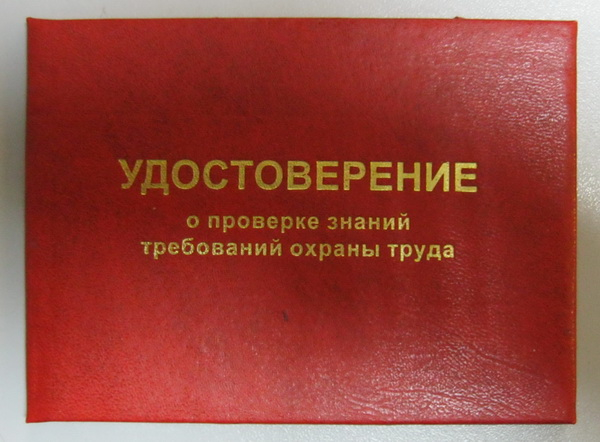 УДОСТОВЕРЕНИЕ
о проверке знаний
требований охраны труда